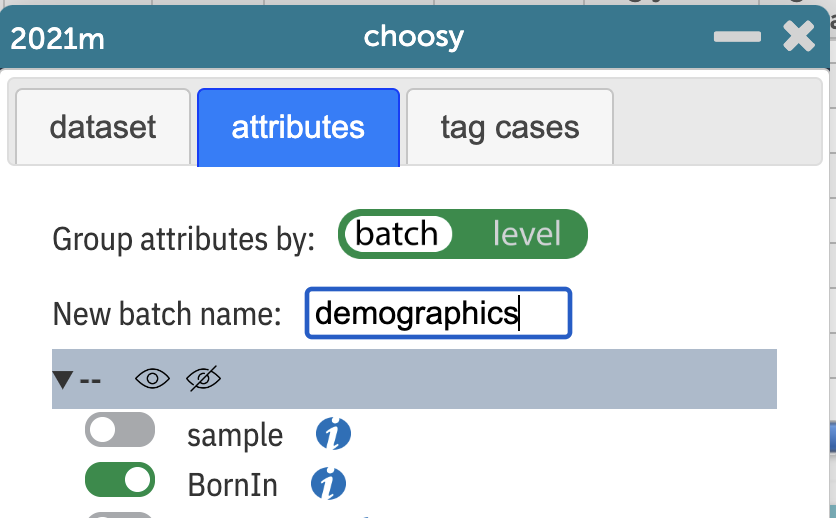 2021m choosy
dataset attributes tag cases
Group attributes by: batch level
New batch name: demographics
--
sample i
BornIn i